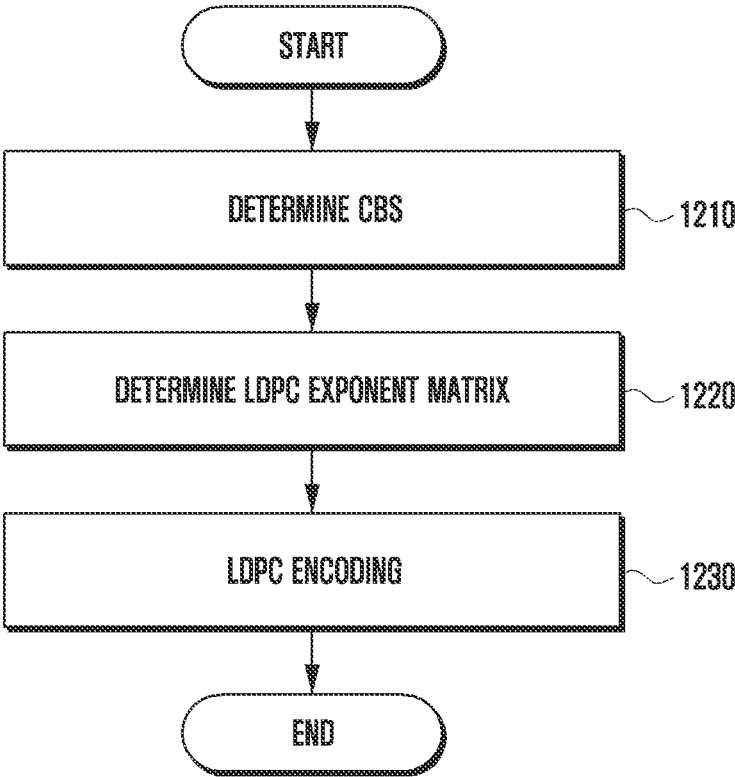 START
DETERMINE CBS
1210
DETERMINE LDPC EXPONENT MATRIX
1220
LDPC ENCODING
1230
END